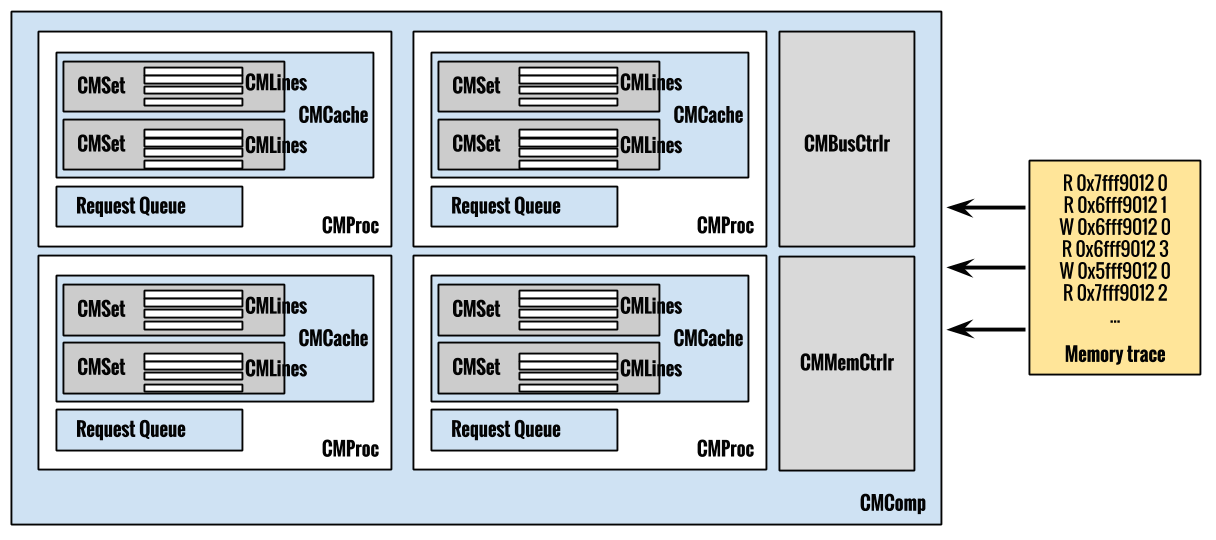 CMSet
CMLines
CMCache
CMSet
CMLines
Request Queue
CMProc
CMSet
CMLines
CMCache
CMSet
CMLines
Request Queue
CMProc
CMBusCtrlr
CMSet
CMLines
CMCache
CMSet
CMLines
Request Queue
CMProc
CMSet
CMLines
CMCache
CMSet
CMLines
Request Queue
CMProc
CMMemCtrlr
CMComp
R 0x7fff9012 0
R 0x6fff9012 1
W 0x6fff9012 0
R 0x6fff9012 3
W 0x5fff9012 0
R 0x7fff9012 2
...
Memory trace